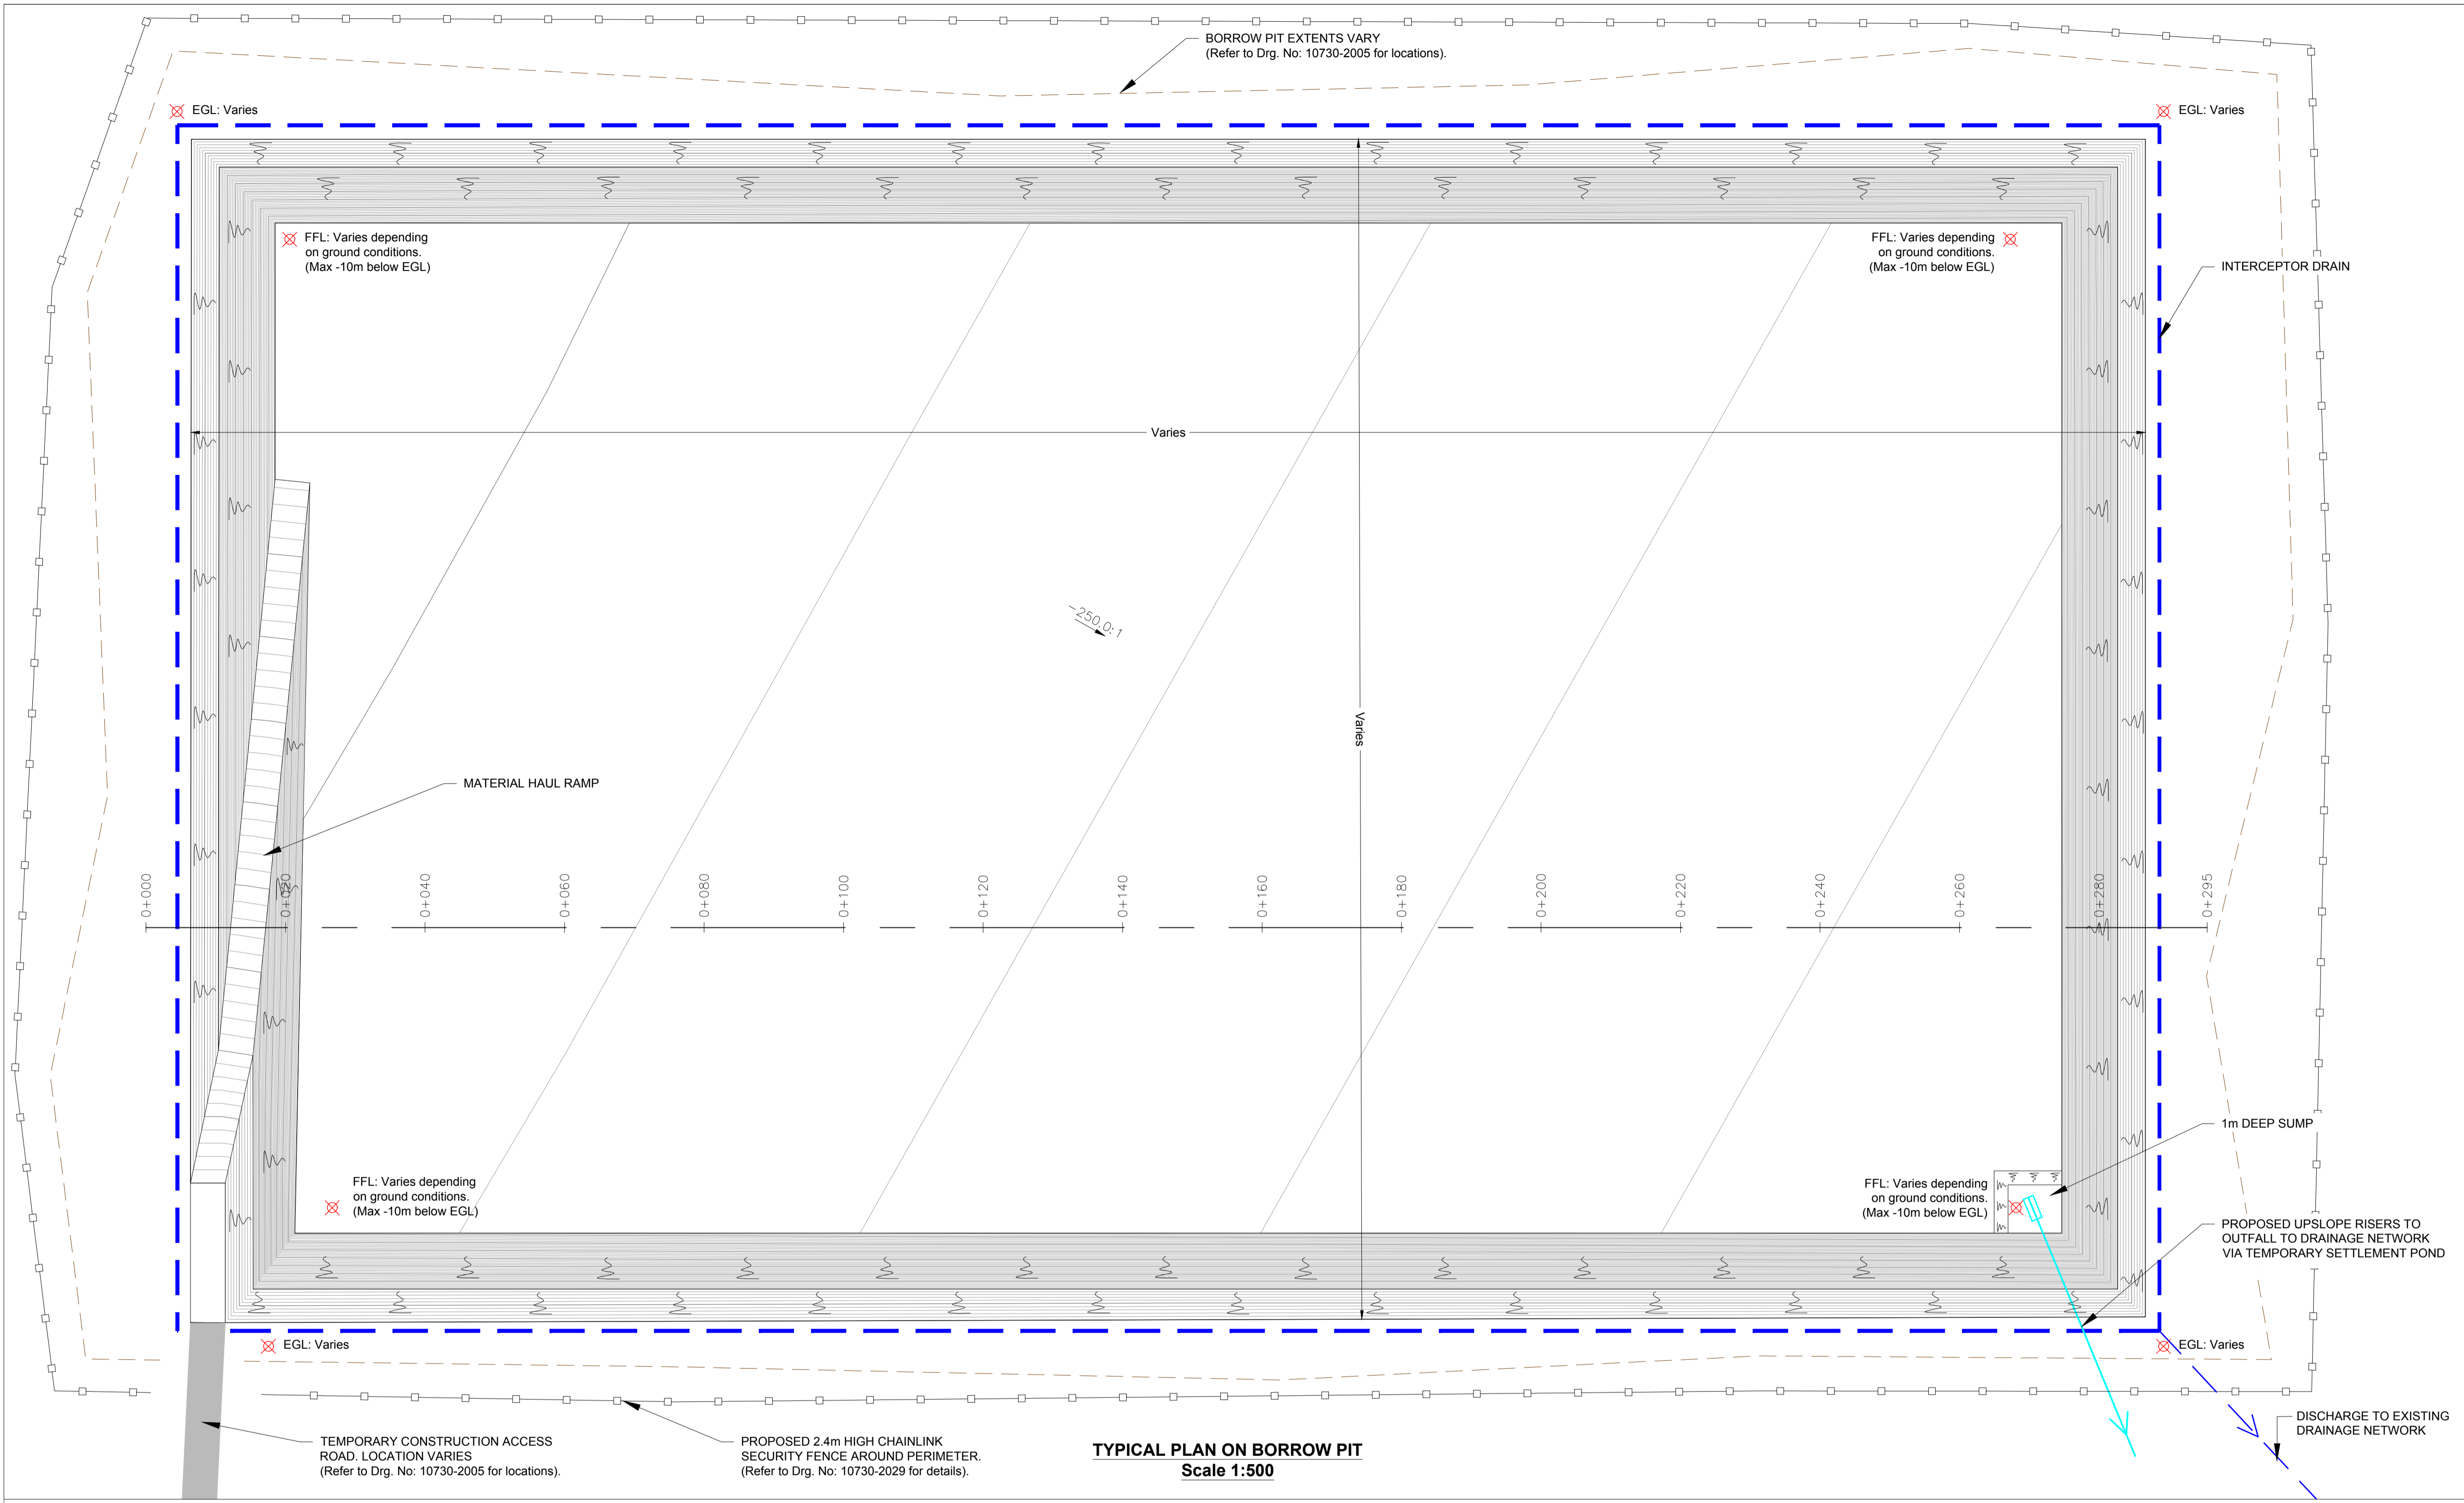 BORROW PIT EXTENTS VARY
(Refer to Drg. No: 10730-2005 for locations).
EGL: Varies
EGL: Varies
FFL: Varies depending
on ground conditions.
(Max -10m below EGL)
FFL: Varies depending
on ground conditions.
(Max -10m below EGL)
INTERCEPTOR DRAIN
Varies
-250.0:1
Varies
MATERIAL HAUL RAMP
0+000
0+020
0+040
0+060
0+080
0+100
0+120
0+140
0+160
0+180
0+200
0+220
0+240
0+260
0+280
0+295
1m DEEP SUMP
FFL: Varies depending
on ground conditions.
(Max -10m below EGL)
FFL: Varies depending
on ground conditions.
(Max -10m below EGL)
PROPOSED UPSLOPE RISERS TO
OUTFALL TO DRAINAGE NETWORK
VIA TEMPORARY SETTLEMENT POND
EGL: Varies
EGL: Varies
TEMPORARY CONSTRUCTION ACCESS
ROAD. LOCATION VARIES
(Refer to Drg. No: 10730-2005 for locations).
PROPOSED 2.4m HIGH CHAINLINK
SECURITY FENCE AROUND PERIMETER.
(Refer to Drg. No: 10730-2029 for details).
TYPICAL PLAN ON BORROW PIT
Scale 1:500
DISCHARGE TO EXISTING
DRAINAGE NETWORK